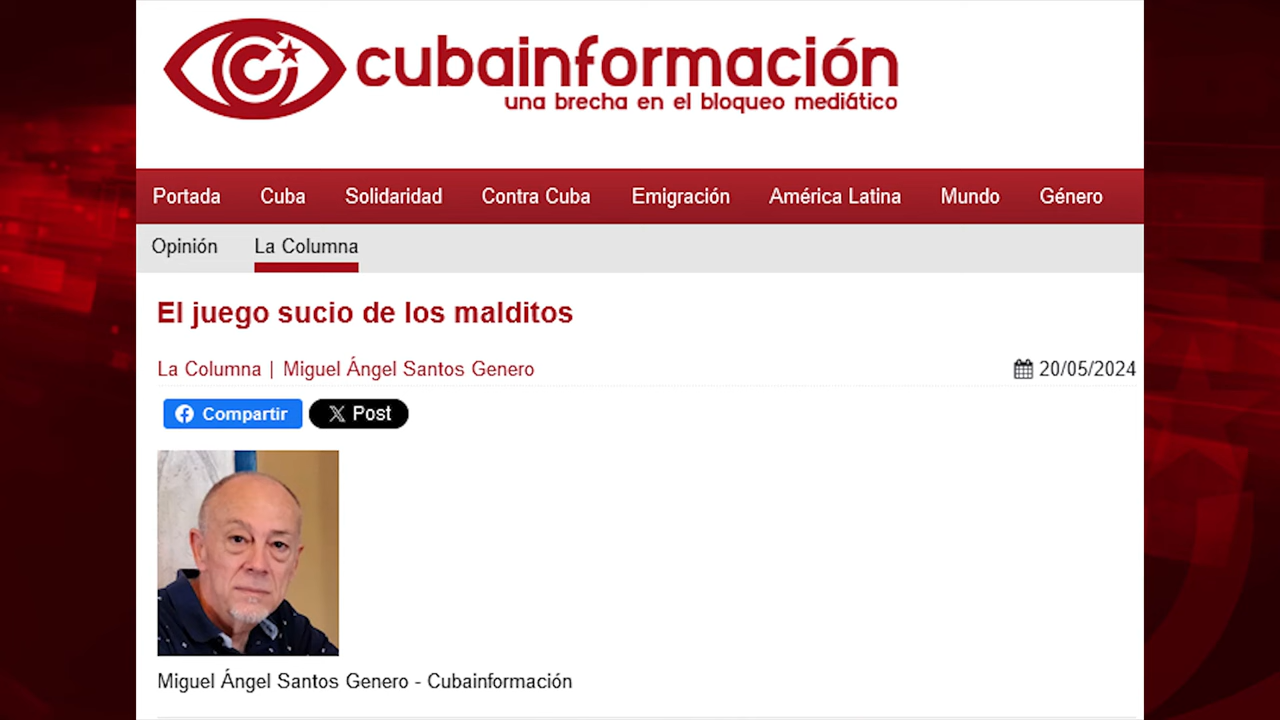 cubainformación
una brecha en el bloqueo mediático
Portada Cuba Solidaridad Contra Cuba Emigración América Latina Mundo Género
Opinión La Columna
El juego sucio de los malditos
La Columna | Miguel Ángel Santos Genero 20/05/2024
Compartir Post
Miguel Ángel Santos Genero - Cubainformación